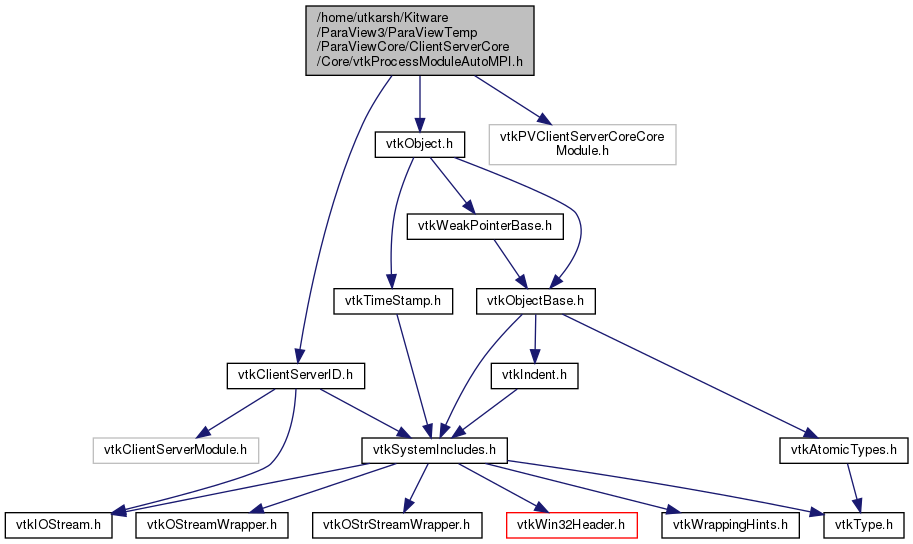 /home/utkarsh/Kitware
/ParaView3/ParaViewTemp
/ParaViewCore/ClientServerCore
/Core/vtkProcessModuleAutoMPI.h
vtkObject.h
vtkPVClientServerCoreCore
Module.h
vtkWeakPointerBase.h
vtkTimeStamp.h
vtkObjectBase.h
vtkClientServerID.h
vtkIndent.h
vtkClientServerModule.h
vtkSystemIncludes.h
vtkAtomicTypes.h
vtkIOStream.h
vtkOStreamWrapper.h
vtkOStrStreamWrapper.h
vtkWin32Header.h
vtkWrappingHints.h
vtkType.h